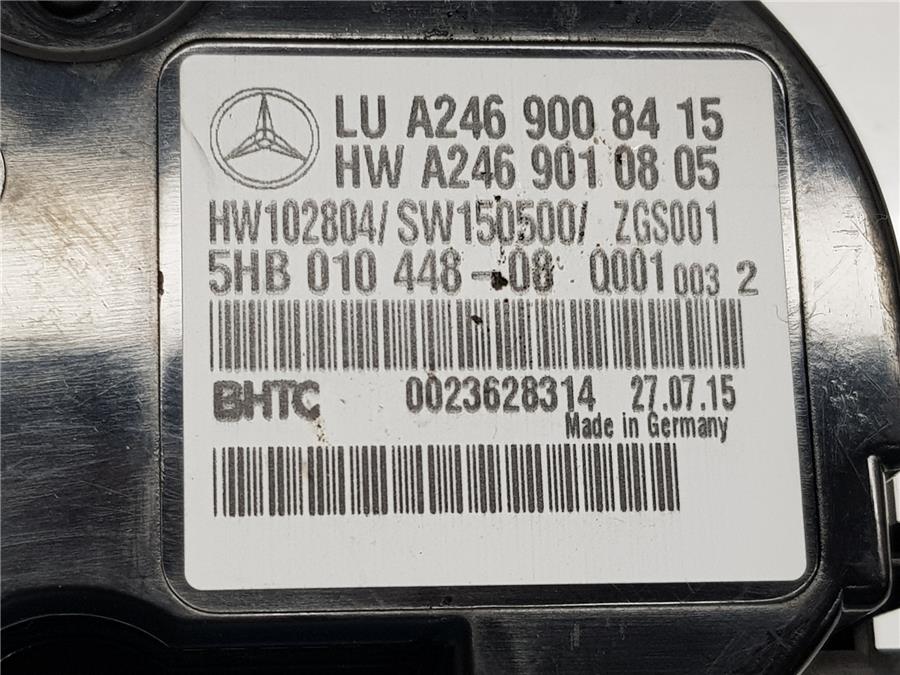 LU A246 900 84 15
HW A246 901 08 05
HW102804/ SW150500/ ZGS001
5HB 010 448-08 Q001 003 2
BHTC 0023628314 27.07.15
Made in Germany